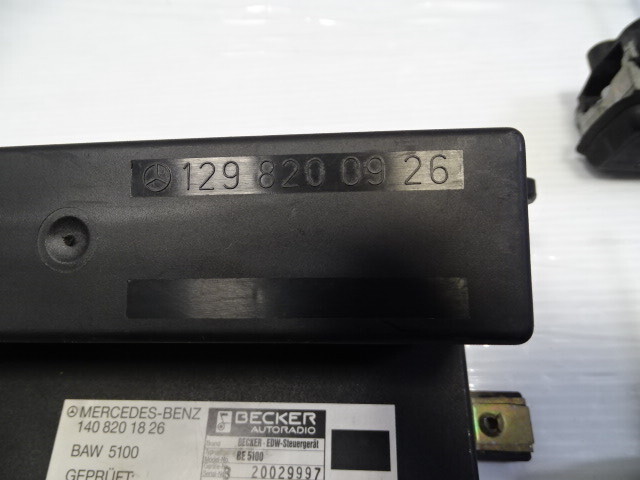 129 820 09 26
MERCEDES-BENZ
140 820 18 26
BAW 5100
GEPRÜFT:
BECKER
AUTORADIO
BECKER - EDW-Steuergerät
BE 5100
20029997